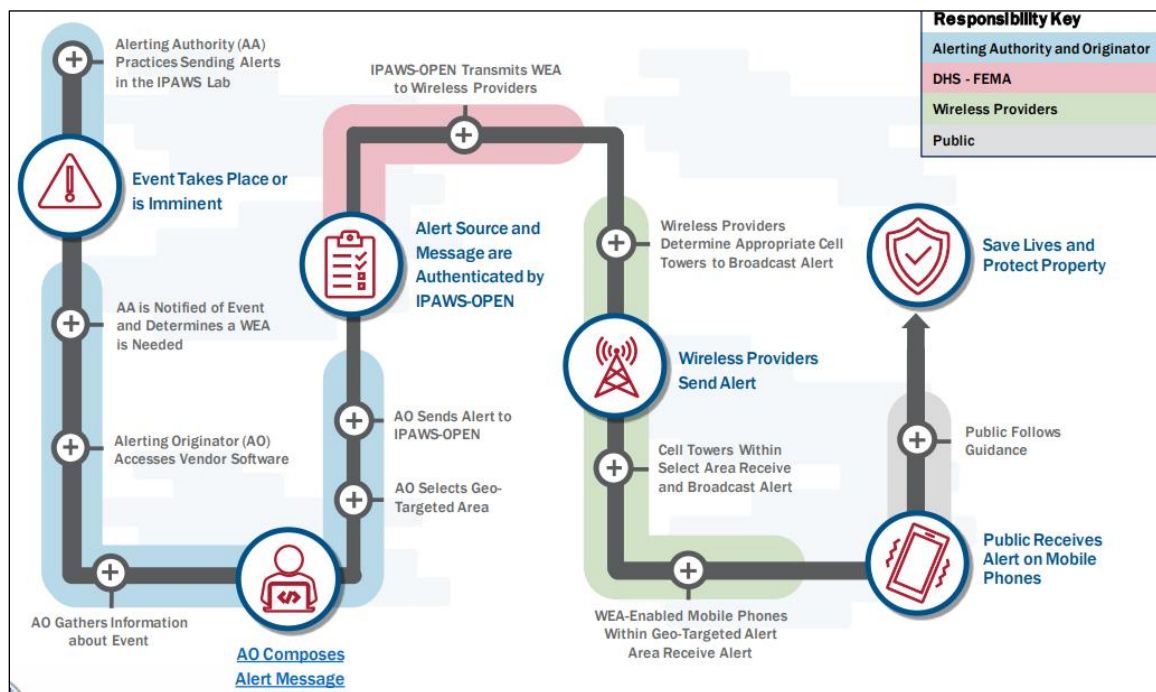 Responsibility Key
Alerting Authority and Originator
DHS - FEMA
Wireless Providers
Public
Alerting Authority (AA)
Practices Sending Alerts
in the IPAWS Lab
Event Takes Place or
is Imminent
AA is Notified of Event
and Determines a WEA
is Needed
Alerting Originator (AO)
Accesses Vendor Software
AO Gathers Information
about Event
AO Composes
Alert Message
AO Selects Geo-
Targeted Area
AO Sends Alert to
IPAWS-OPEN
Alert Source and
Message are
Authenticated by
IPAWS-OPEN
IPAWS-OPEN Transmits WEA
to Wireless Providers
Wireless Providers
Determine Appropriate Cell
Towers to Broadcast Alert
Wireless Providers
Send Alert
Cell Towers Within
Select Area Receive
and Broadcast Alert
WEA-Enabled Mobile Phones
Within Geo-Targeted Alert
Area Receive Alert
Public Receives
Alert on Mobile
Phones
Public Follows
Guidance
Save Lives and
Protect Property